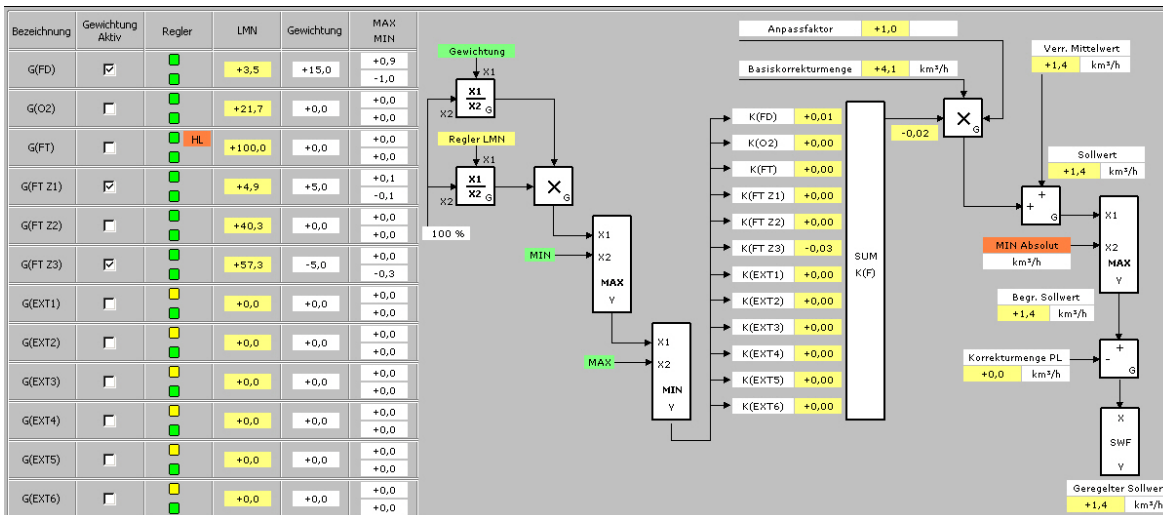 Bezeichnung Gewichtung Aktiv Regler LMN Gewichtung MAX MIN
G(FD) +3,5 +15,0 +0,9 -1,0
G(O2) +21,7 +0,0 +0,0 +0,0
G(FT) HL +100,0 +0,0 +0,0 +0,0
G(FT Z1) +4,9 +5,0 +0,1 -0,1
G(FT Z2) +40,3 +0,0 +0,0 +0,0
G(FT Z3) +57,3 -5,0 +0,0 -0,3
G(EXT1) +0,0 +0,0 +0,0 +0,0
G(EXT2) +0,0 +0,0 +0,0 +0,0
G(EXT3) +0,0 +0,0 +0,0 +0,0
G(EXT4) +0,0 +0,0 +0,0 +0,0
G(EXT5) +0,0 +0,0 +0,0 +0,0
G(EXT6) +0,0 +0,0 +0,0 +0,0
Gewichtung
X1
X1
X2 G
X2
Regler LMN
X1
X1
X2 G
X2
100 %
× G
X1
MIN X2
MAX
Y
X1
MAX X2
MIN
Y
K(FD) +0,01
K(O2) +0,00
K(FT) +0,00
K(FT Z1) +0,00
K(FT Z2) +0,00
K(FT Z3) -0,03
K(EXT1) +0,00
K(EXT2) +0,00
K(EXT3) +0,00
K(EXT4) +0,00
K(EXT5) +0,00
K(EXT6) +0,00
SUM
K(F)
Anpassfaktor +1,0
Basiskorrekturmenge +4,1 km³/h
-0,02
× G
Verr. Mittelwert
+1,4 km³/h
Sollwert
+1,4 km³/h
+
+ G
MIN Absolut
km³/h
X1
X2
MAX
Y
Begr. Sollwert
+1,4 km³/h
Korrekturmenge PL
+0,0 km³/h
+
- G
X
SWF
Y
Geregelter Sollwer
+1,4 km³/h